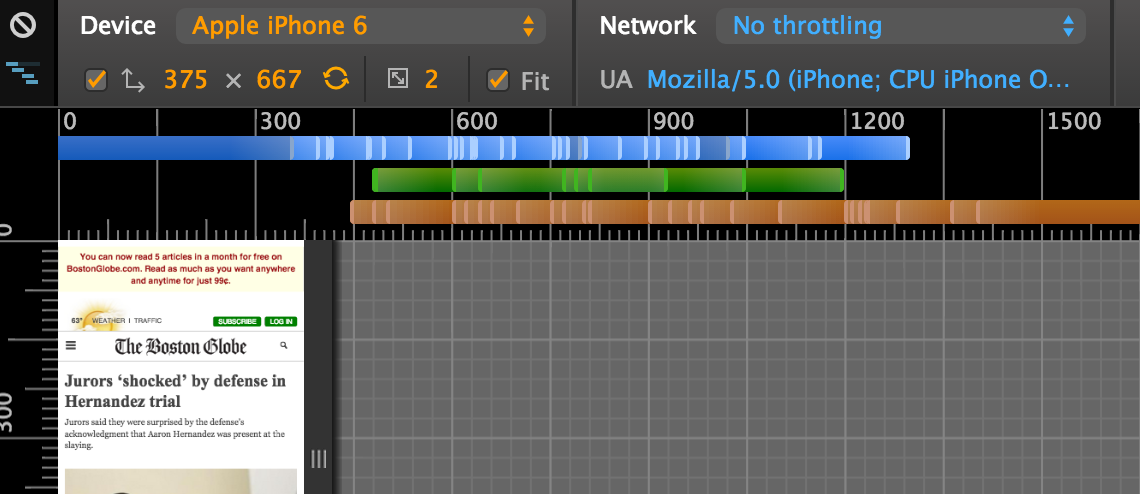 Device Apple iPhone 6 Network No throttling
375 × 667 2 Fit UA Mozilla/5.0 (iPhone; CPU iPhone O...
0 300 600 900 1200 1500
0
300
You can now read 5 articles in a month for free on
BostonGlobe.com. Read as much as you want anywhere
and anytime for just 99¢.
63° WEATHER | TRAFFIC SUBSCRIBE LOG IN
The Boston Globe
Jurors ‘shocked’ by defense in
Hernandez trial
Jurors said they were surprised by the defense's
acknowledgment that Aaron Hernandez was present at the
slaying.